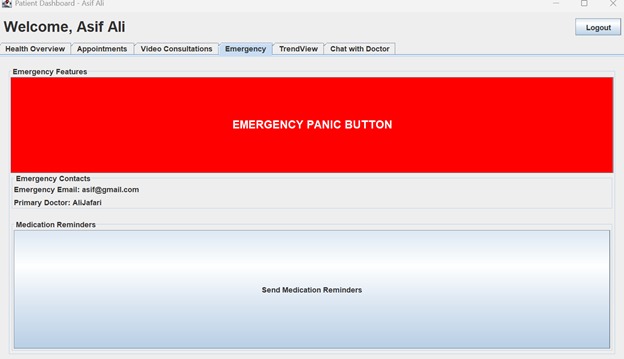 Patient Dashboard - Asif Ali
Welcome, Asif Ali
Logout
Health Overview Appointments Video Consultations Emergency TrendView Chat with Doctor
Emergency Features
EMERGENCY PANIC BUTTON
Emergency Contacts
Emergency Email: asif@gmail.com
Primary Doctor: AliJafari
Medication Reminders
Send Medication Reminders